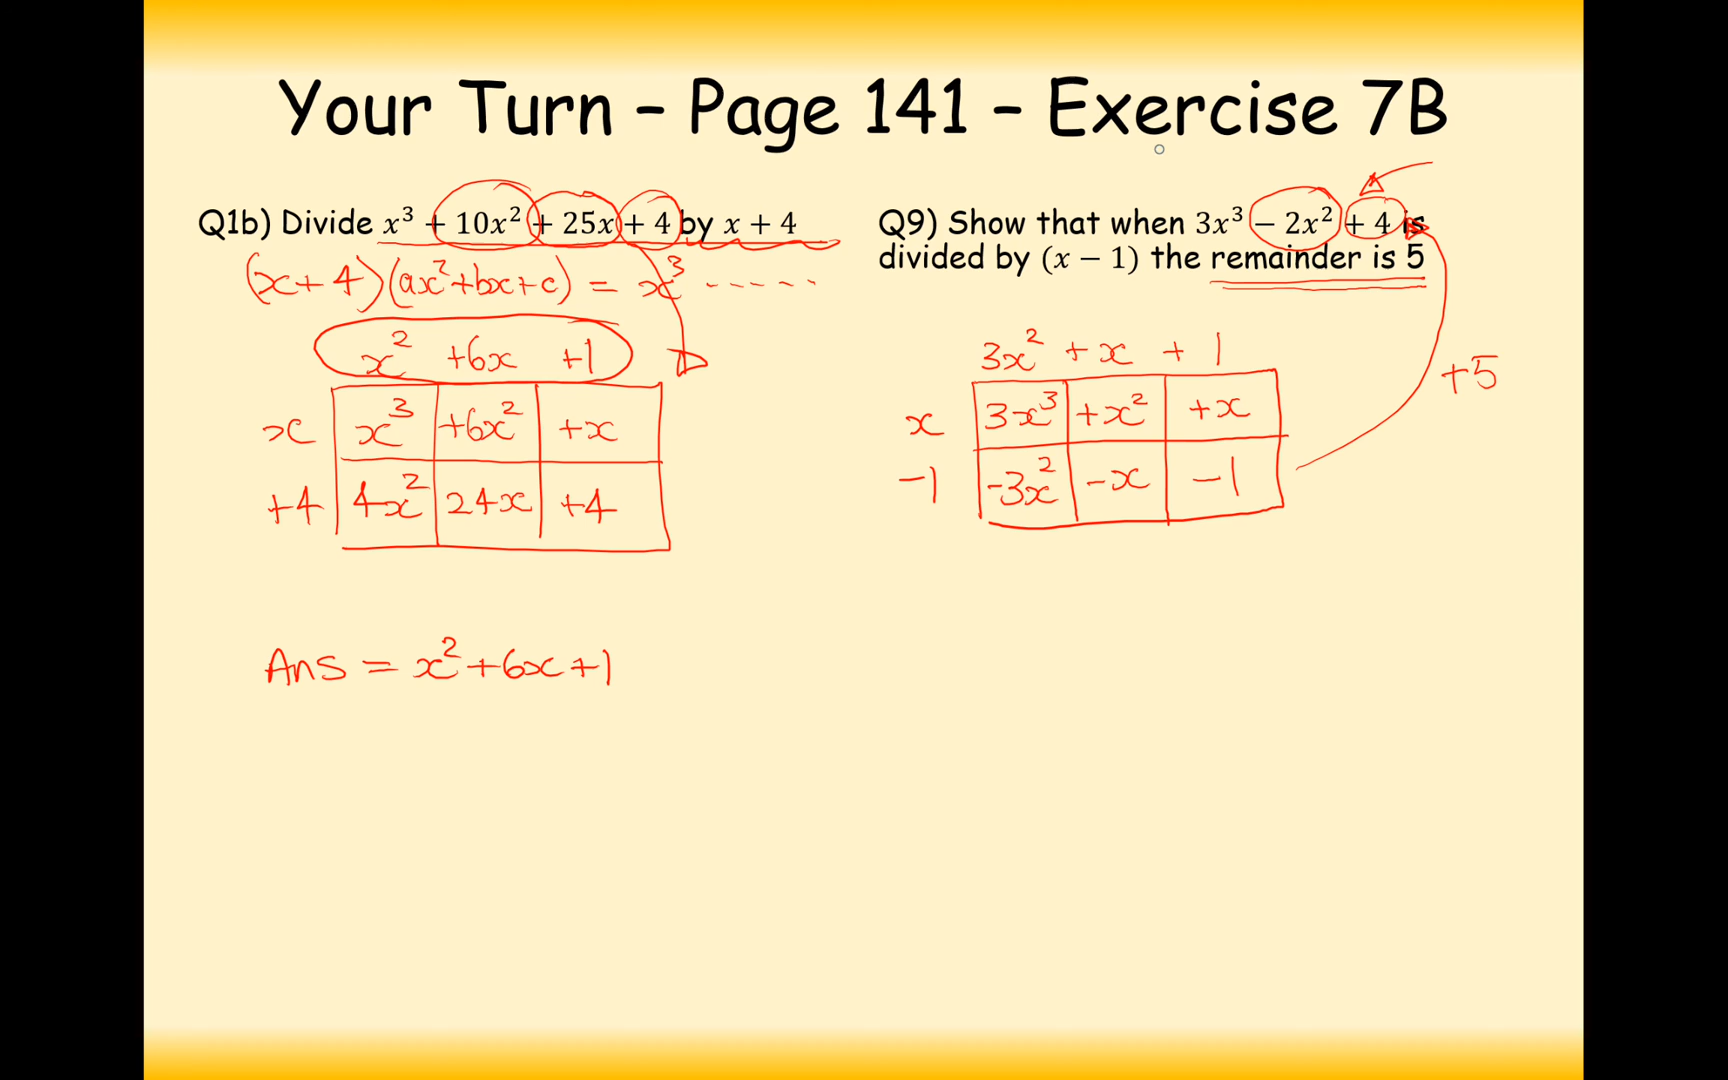 Your Turn – Page 141 – Exercise 7B
Q1b) Divide x³ + 10x² + 25x + 4 by x + 4
(x+4)(ax²+bx+c) = x³ ......
x² +6x +1
x x³ +6x² +x
+4 4x² 24x +4
Ans = x²+6x+1
Q9) Show that when 3x³ − 2x² + 4 is
divided by (x − 1) the remainder is 5
3x² + x + 1
+5
x 3x³ +x² +x
-1 -3x² -x -1